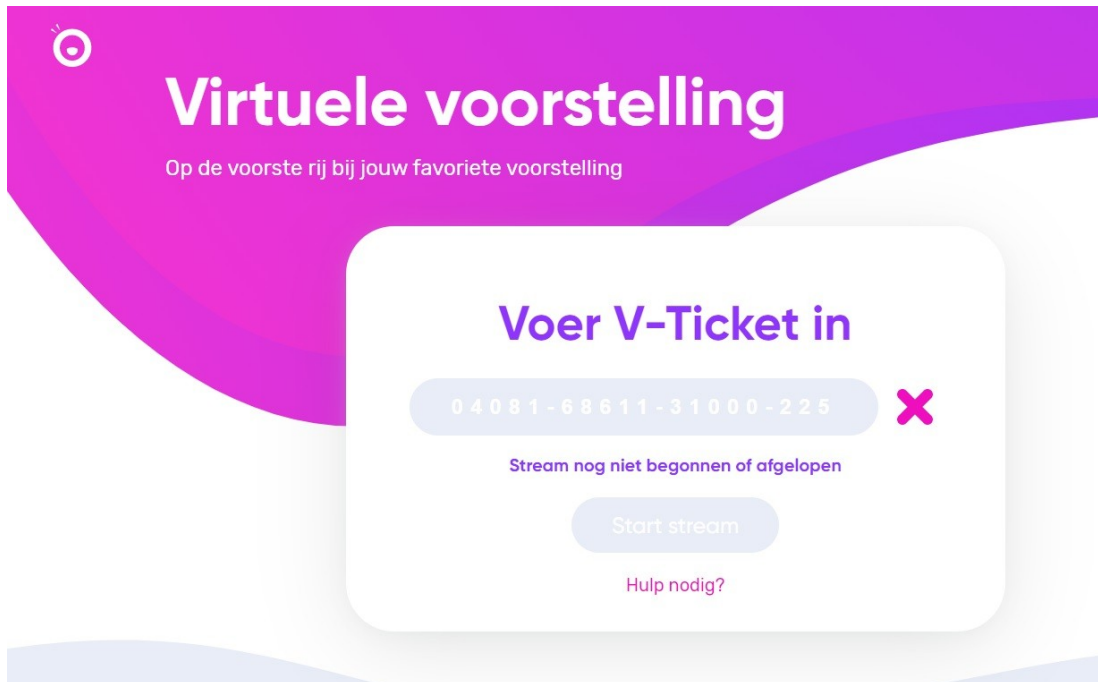 Virtuele voorstelling
Op de voorste rij bij jouw favoriete voorstelling
Voer V-Ticket in
04081-68611-31000-225
Stream nog niet begonnen of afgelopen
Start stream
Hulp nodig?